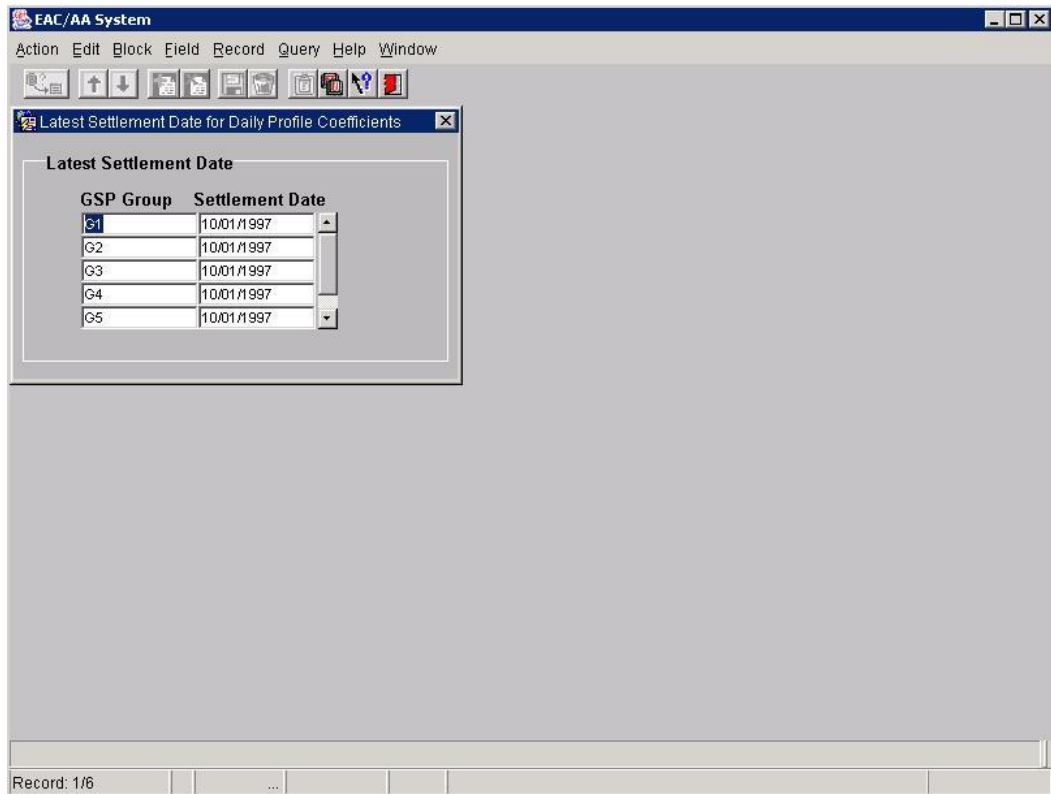 EAC/AA System
Action Edit Block Field Record Query Help Window
Latest Settlement Date for Daily Profile Coefficients
Latest Settlement Date
GSP Group Settlement Date
G1 10/01/1997
G2 10/01/1997
G3 10/01/1997
G4 10/01/1997
G5 10/01/1997
Record: 1/6 ...